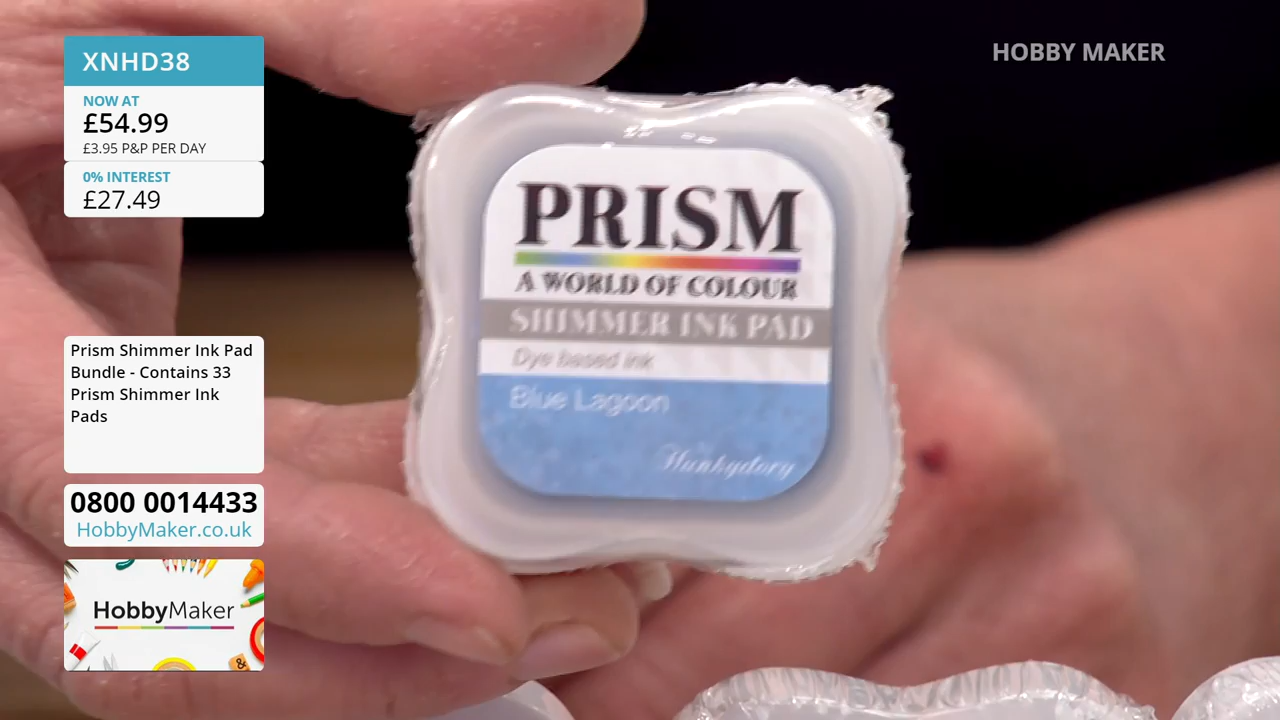 XNHD38
NOW AT
£54.99
£3.95 P&P PER DAY
0% INTEREST
£27.49
Prism Shimmer Ink Pad
Bundle - Contains 33
Prism Shimmer Ink
Pads
0800 0014433
HobbyMaker.co.uk
HobbyMaker
&
HOBBY MAKER
PRISM
A WORLD OF COLOUR
SHIMMER INK PAD
Dye based ink
Blue Lagoon
Hunkydory